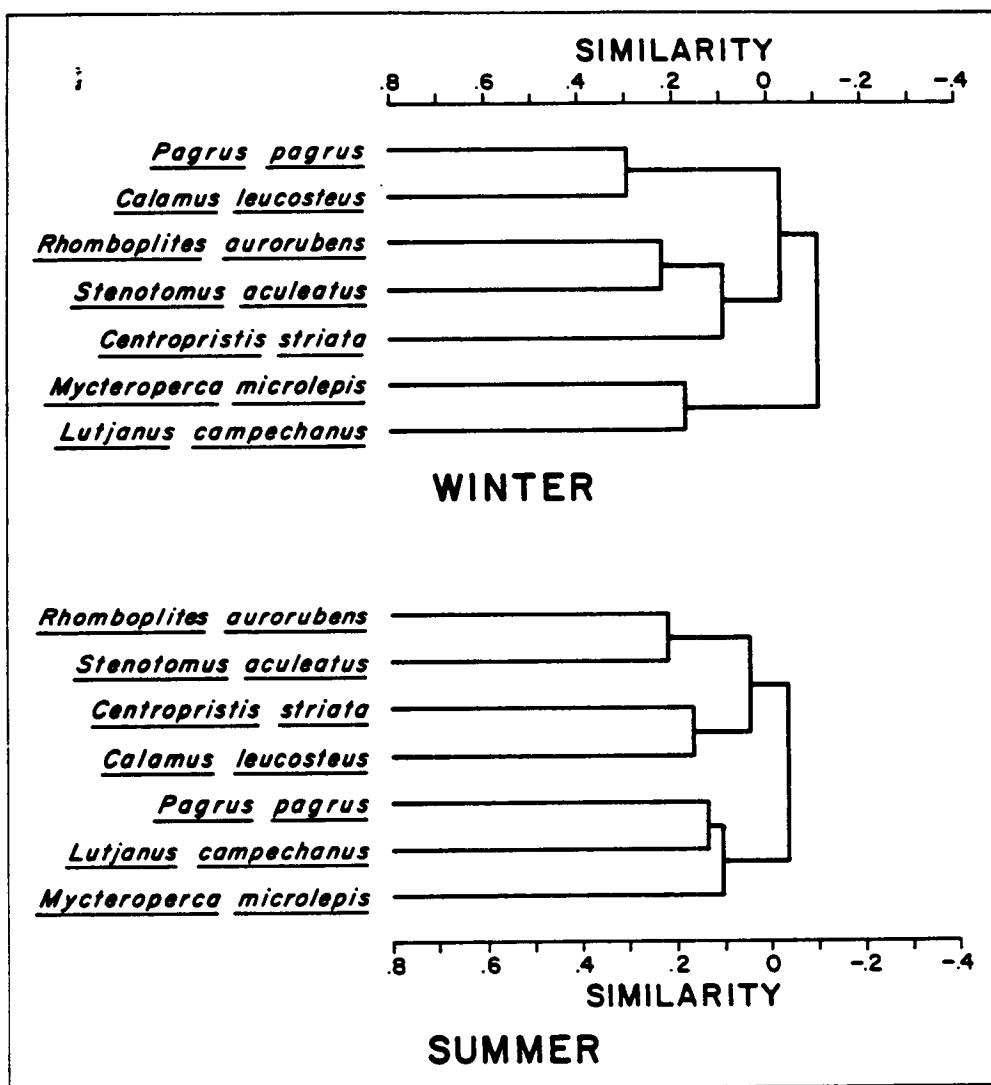 SIMILARITY
.8 .6 .4 .2 0 -.2 -.4
Pagrus pagrus
Calamus leucosteus
Rhomboplites aurorubens
Stenotomus aculeatus
Centropristis striata
Mycteroperca microlepis
Lutjanus campechanus
WINTER
Rhomboplites aurorubens
Stenotomus aculeatus
Centropristis striata
Calamus leucosteus
Pagrus pagrus
Lutjanus campechanus
Mycteroperca microlepis
.8 .6 .4 .2 0 -.2 -.4
SIMILARITY
SUMMER